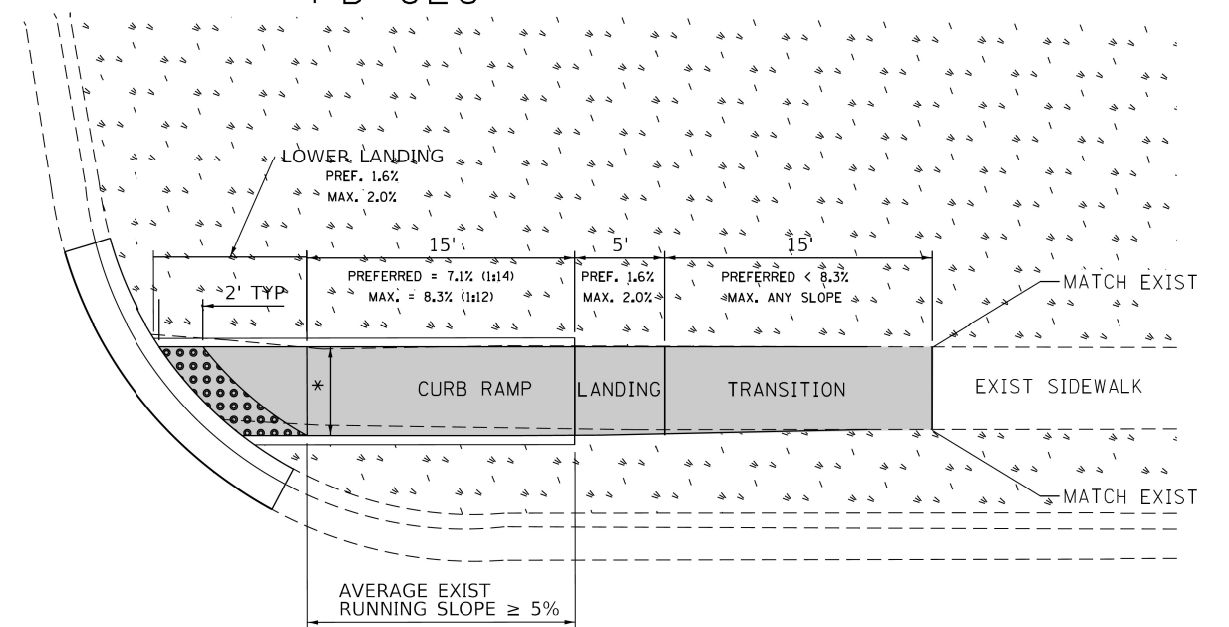 LOWER LANDING
PREF. 1.6%
MAX. 2.0%
15'
5'
15'
PREFERRED = 7.1% (1:14)
MAX. = 8.3% (1:12)
PREF. 1.6%
MAX. 2.0%
PREFERRED < 8.3%
MAX. ANY SLOPE
2' TYP
MATCH EXIST
*
CURB RAMP
LANDING
TRANSITION
EXIST SIDEWALK
MATCH EXIST
AVERAGE EXIST
RUNNING SLOPE ≥ 5%